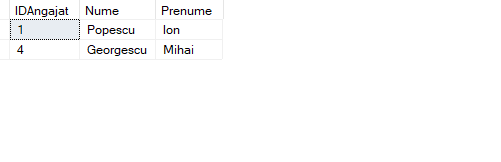 IDAngajat Nume Prenume
1 Popescu Ion
4 Georgescu Mihai